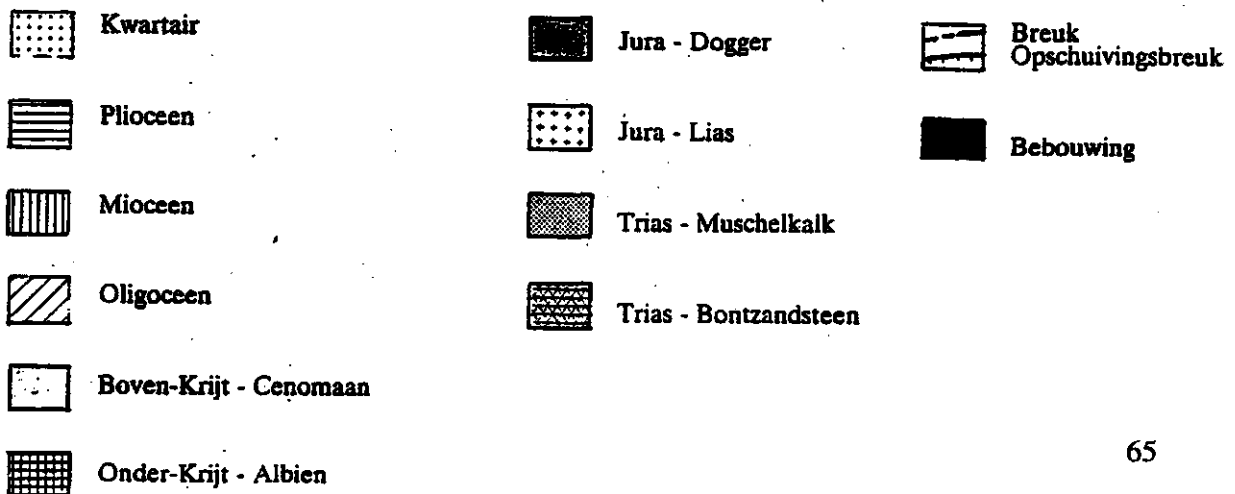 Kwartair
Plioceen
Mioceen
Oligoceen
Boven-Krijt - Cenomaan
Onder-Krijt - Albien
Jura - Dogger
Jura - Lias
Trias - Muschelkalk
Trias - Bontzandsteen
Breuk
Opschuivingsbreuk
Bebouwing
65